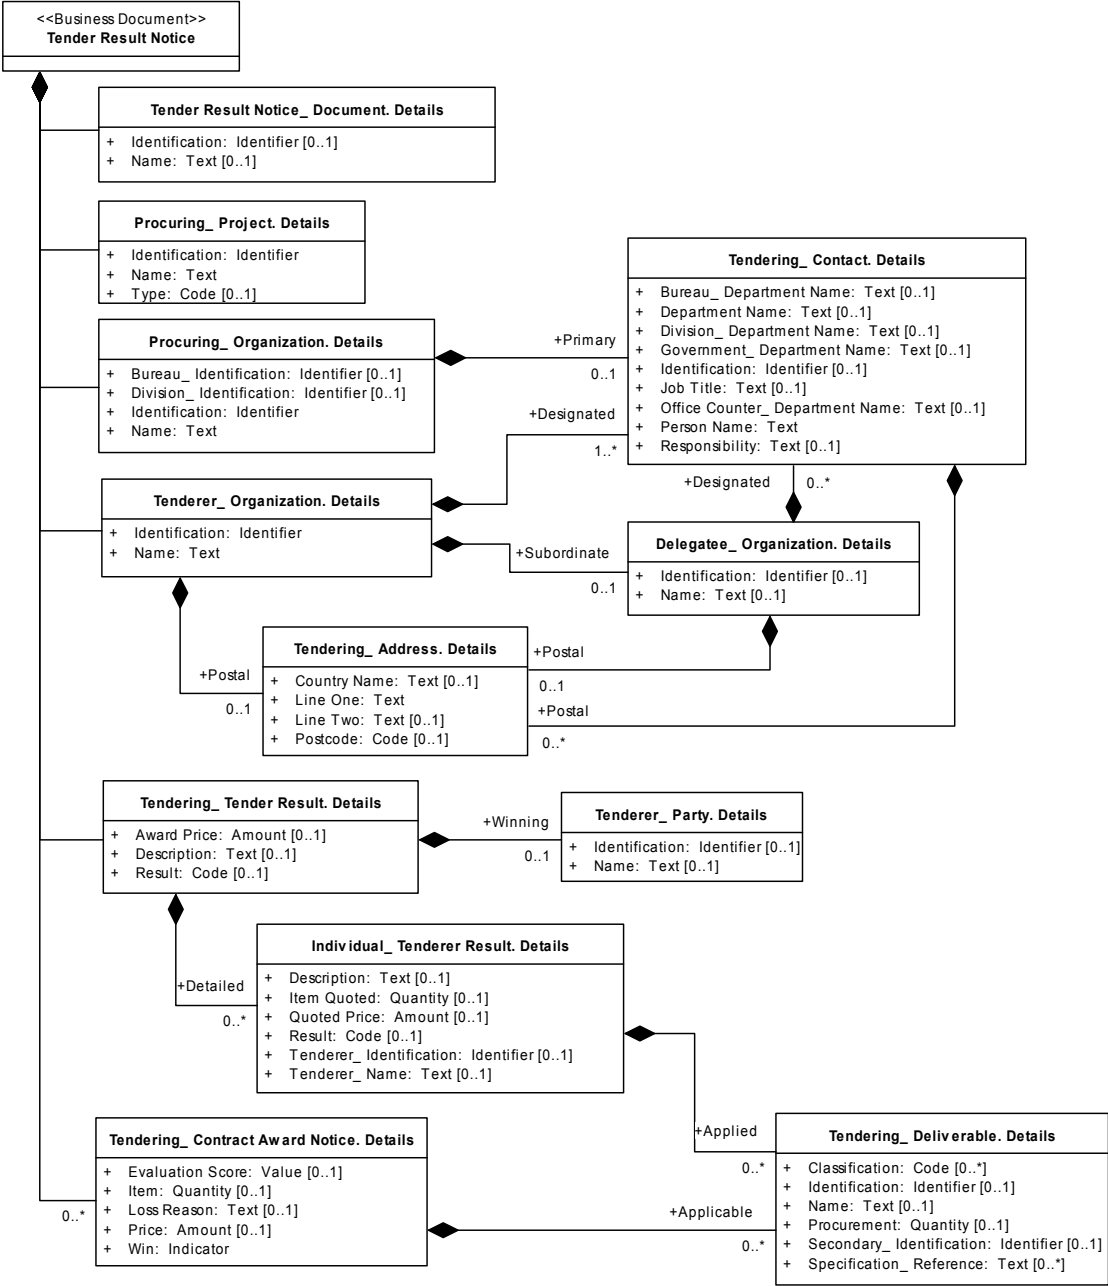 <<Business Document>>
Tender Result Notice
Tender Result Notice_ Document. Details
+ Identification: Identifier [0..1]
+ Name: Text [0..1]
Procuring_ Project. Details
+ Identification: Identifier
+ Name: Text
+ Type: Code [0..1]
Procuring_ Organization. Details
+ Bureau_ Identification: Identifier [0..1]
+ Division_ Identification: Identifier [0..1]
+ Identification: Identifier
+ Name: Text
+Primary
0..1
Tendering_ Contact. Details
+ Bureau_ Department Name: Text [0..1]
+ Department Name: Text [0..1]
+ Division_ Department Name: Text [0..1]
+ Government_ Department Name: Text [0..1]
+ Identification: Identifier [0..1]
+ Job Title: Text [0..1]
+ Office Counter_ Department Name: Text [0..1]
+ Person Name: Text
+ Responsibility: Text [0..1]
+Designated
1..*
Tenderer_ Organization. Details
+ Identification: Identifier
+ Name: Text
+Designated 0..*
+Subordinate
0..1
Delegatee_ Organization. Details
+ Identification: Identifier [0..1]
+ Name: Text [0..1]
+Postal
0..1
Tendering_ Address. Details
+ Country Name: Text [0..1]
+ Line One: Text
+ Line Two: Text [0..1]
+ Postcode: Code [0..1]
+Postal
0..1
+Postal
0..*
Tendering_ Tender Result. Details
+ Award Price: Amount [0..1]
+ Description: Text [0..1]
+ Result: Code [0..1]
+Winning
0..1
Tenderer_ Party. Details
+ Identification: Identifier [0..1]
+ Name: Text [0..1]
+Detailed
0..*
Individual_ Tenderer Result. Details
+ Description: Text [0..1]
+ Item Quoted: Quantity [0..1]
+ Quoted Price: Amount [0..1]
+ Result: Code [0..1]
+ Tenderer_ Identification: Identifier [0..1]
+ Tenderer_ Name: Text [0..1]
+Applied
0..*
0..*
Tendering_ Contract Award Notice. Details
+ Evaluation Score: Value [0..1]
+ Item: Quantity [0..1]
+ Loss Reason: Text [0..1]
+ Price: Amount [0..1]
+ Win: Indicator
+Applicable
0..*
Tendering_ Deliverable. Details
+ Classification: Code [0..*]
+ Identification: Identifier [0..1]
+ Name: Text [0..1]
+ Procurement: Quantity [0..1]
+ Secondary_ Identification: Identifier [0..1]
+ Specification_ Reference: Text [0..*]